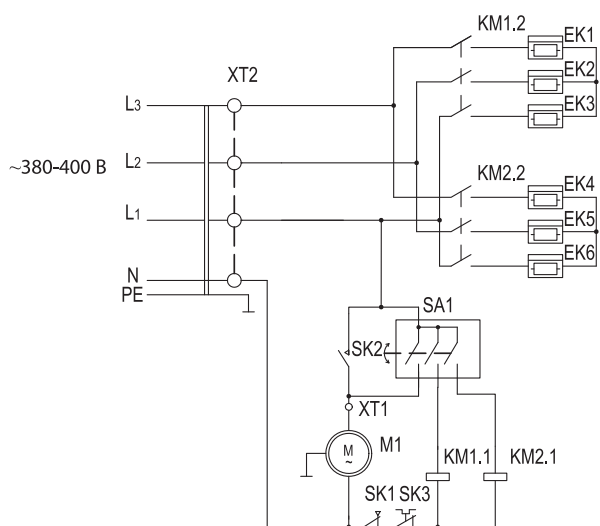 KM1.2
EK1
XT2
EK2
L3
EK3
~380-400 В
L2
KM2.2
EK4
L1
EK5
EK6
N
PE
SA1
SK2
XT1
M
~
M1
KM1.1
KM2.1
SK1
SK3